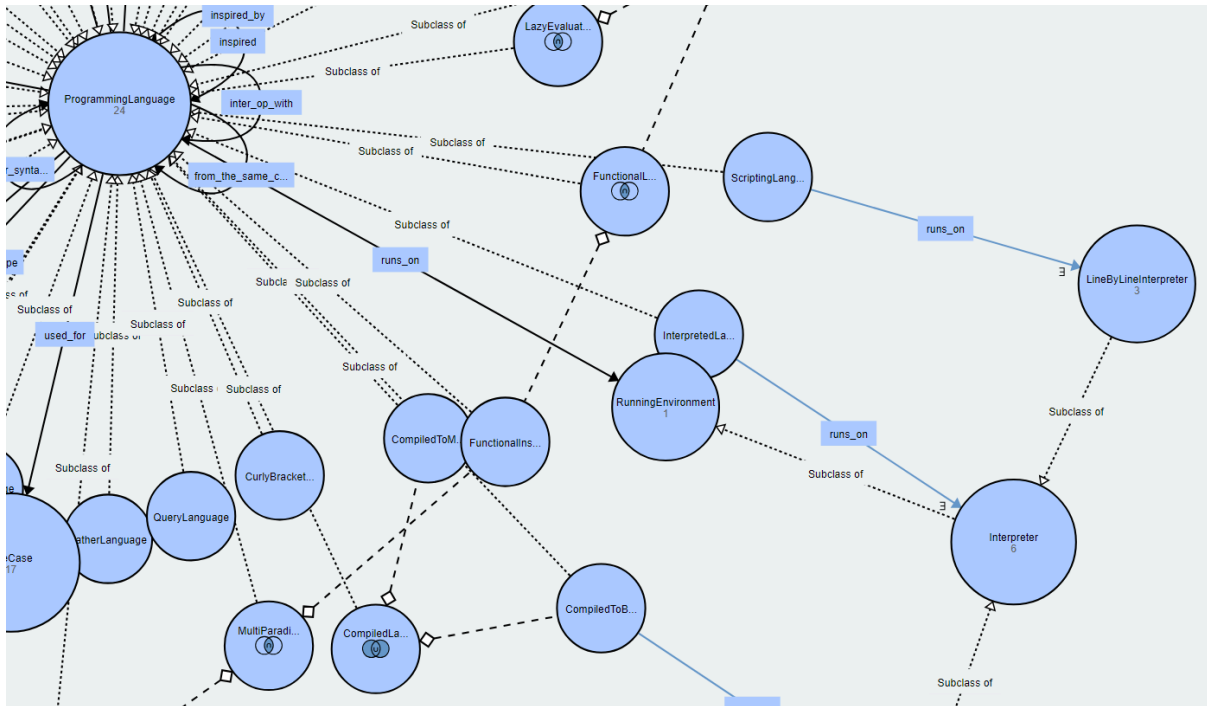 inspired_by
Subclass of
LazyEvaluat...
inspired
Subclass of
ProgrammingLanguage
24
inter_op_with
Subclass of
Subclass of
r_synta...
from_the_same_c...
FunctionalL...
ScriptingLang...
Subclass of
runs_on
runs_on
pe
LineByLineInterpreter
3
Subclass of
Subclass of
s of
Subclass of
used_for
Subclass of
InterpretedLa...
RunningEnvironment
1
Subclass of
Subclass of
Subclass of
runs_on
CompiledToM...
FunctionalIns...
Subclass of
Subclass of
CurlyBracket...
QueryLanguage
atherLanguage
eCase
17
Interpreter
6
CompiledToB...
MultiParadi...
CompiledLa...
Subclass of